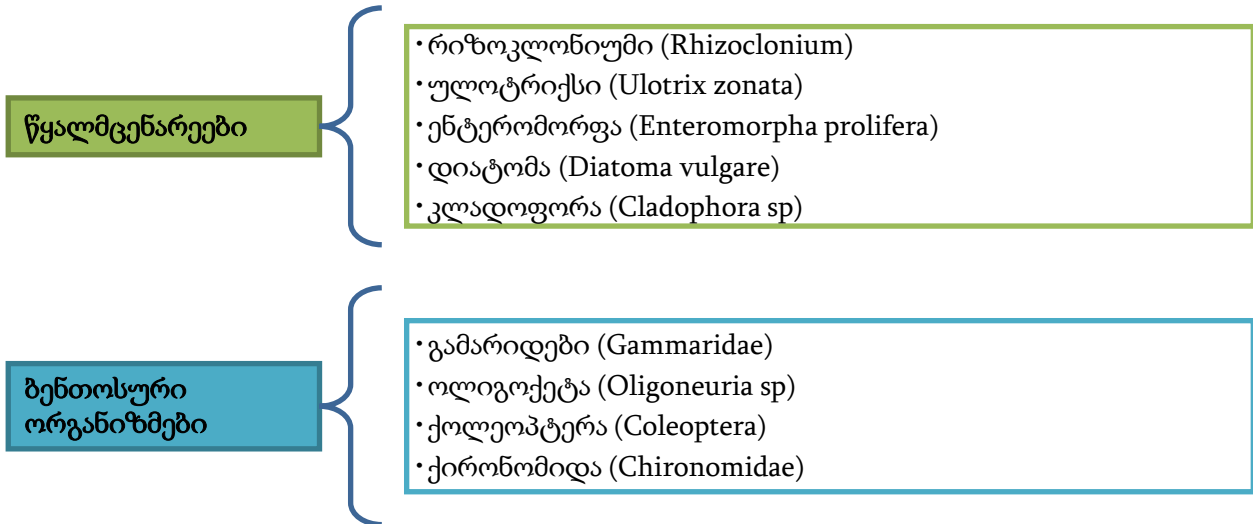 წყალმცენარეები
·რიზოკლონიუმი (Rhizoclonium)
·ულოტრიქსი (Ulotrix zonata)
·ენტერომორფა (Enteromorpha prolifera)
·დიატომა (Diatoma vulgare)
·კლადოფორა (Cladophora sp)
ბენთოსური
ორგანიზმები
·გამარიდები (Gammaridae)
·ოლიგოქეტა (Oligoneuria sp)
·ქოლეოპტერა (Coleoptera)
·ქირონომიდა (Chironomidae)